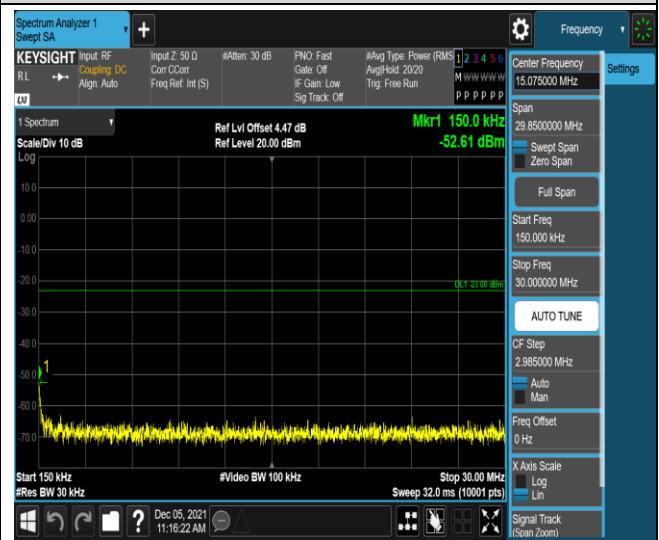 Spectrum Analyzer 1
Swept SA
+
Frequency
KEYSIGHT
RL
LXI
Input: RF
Coupling: DC
Align: Auto
Input Z: 50 Ω
Corr CCorr
Freq Ref: Int (S)
#Atten: 30 dB
PNO: Fast
Gate: Off
IF Gain: Low
Sig Track: Off
#Avg Type: Power (RMS
Avg|Hold: 20/20
Trig: Free Run
1 2 3 4 5 6
M W W W W W
P P P P P P
1 Spectrum
Scale/Div 10 dB
Log
Ref Lvl Offset 4.47 dB
Ref Level 20.00 dBm
Mkr1 150.0 kHz
-52.61 dBm
10.0
0.00
-10.0
-20.0
DL1 -23.00 dBm
-30.0
-40.0
1
-50.0
-60.0
-70.0
Start 150 kHz
#Video BW 100 kHz
Stop 30.00 MHz
#Res BW 30 kHz
Sweep 32.0 ms (10001 pts)
?
Dec 05, 2021
11:16:22 AM
Center Frequency
15.075000 MHz
Settings
Span
29.8500000 MHz
Swept Span
Zero Span
Full Span
Start Freq
150.000 kHz
Stop Freq
30.000000 MHz
AUTO TUNE
CF Step
2.985000 MHz
Auto
Man
Freq Offset
0 Hz
X Axis Scale
Log
Lin
Signal Track
(Span Zoom)